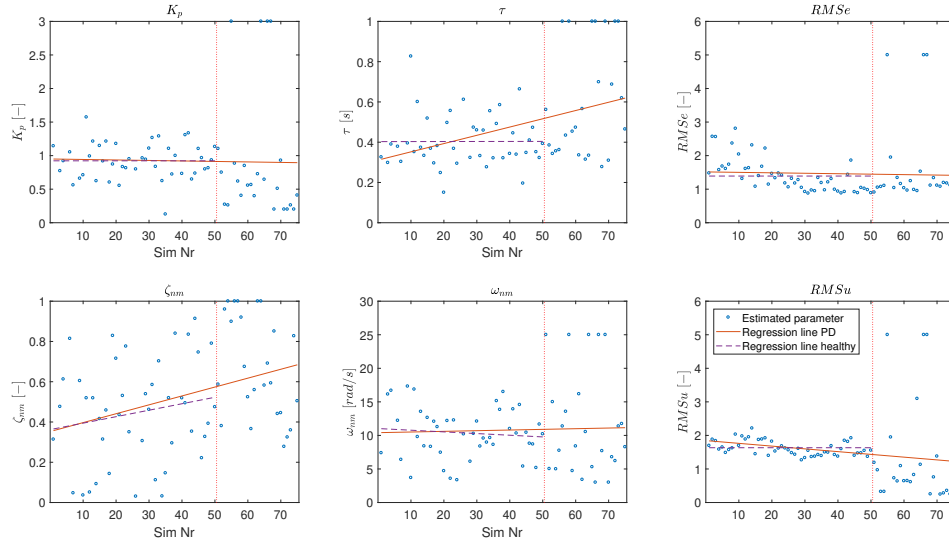 K_p
τ
RMSe
3
2.5
2
1.5
1
0.5
0
K_p [−]
10 20 30 40 50 60 70
Sim Nr
1
0.8
0.6
0.4
0.2
0
τ [s]
10 20 30 40 50 60 70
Sim Nr
6
5
4
3
2
1
0
RMSe [−]
10 20 30 40 50 60 70
ζ_nm
ω_nm
RMSu
1
0.8
0.6
0.4
0.2
0
ζ_nm [−]
10 20 30 40 50 60 70
Sim Nr
30
25
20
15
10
5
0
ω_nm [rad/s]
10 20 30 40 50 60 70
Sim Nr
6
5
4
3
2
1
0
RMSu [−]
Estimated parameter
Regression line PD
Regression line healthy
10 20 30 40 50 60 70